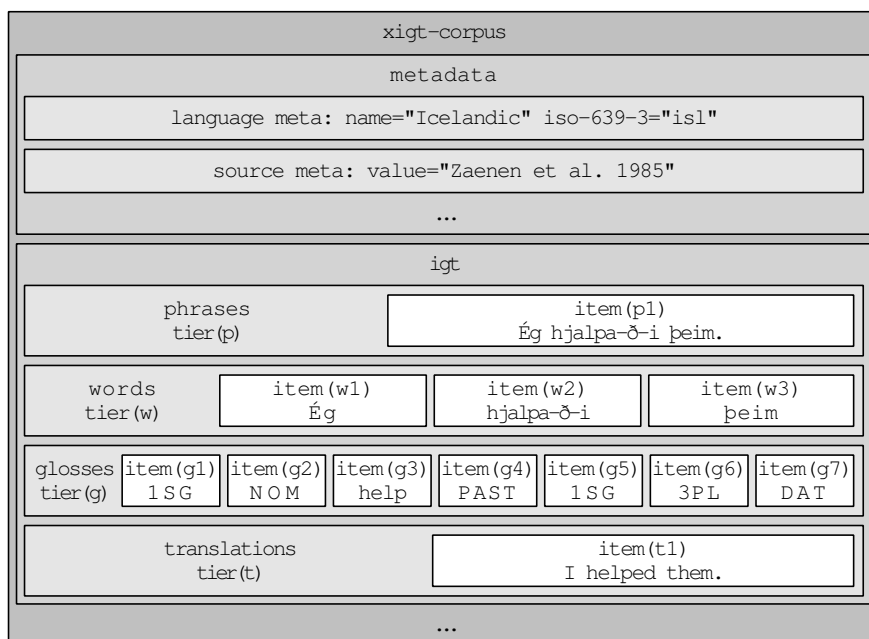 xigt-corpus
metadata
language meta: name="Icelandic" iso-639-3="isl"
source meta: value="Zaenen et al. 1985"
...
igt
phrases
tier(p)
item(p1)
Ég hjalpa-ð-i þeim.
words
tier(w)
item(w1)
Ég
item(w2)
hjalpa-ð-i
item(w3)
þeim
glosses
tier(g)
item(g1)
1SG
item(g2)
NOM
item(g3)
help
item(g4)
PAST
item(g5)
1SG
item(g6)
3PL
item(g7)
DAT
translations
tier(t)
item(t1)
I helped them.
...